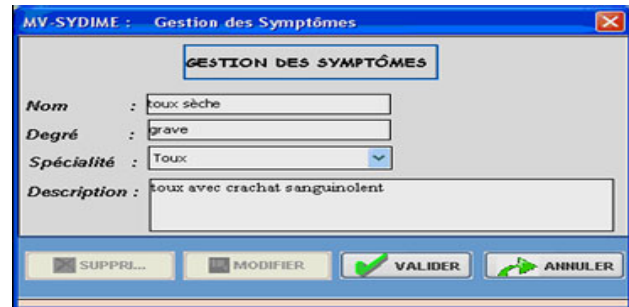 MV-SYDIME : Gestion des Symptômes
GESTION DES SYMPTÔMES
Nom : toux sèche
Degré : grave
Spécialité : Toux
Description : toux avec crachat sanguinolent
SUPPRI... MODIFIER VALIDER ANNULER